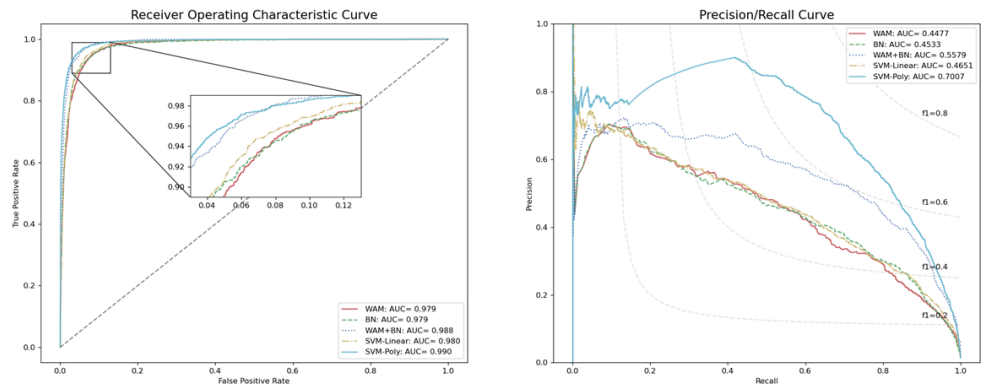 Receiver Operating Characteristic Curve
1.0
0.8
0.6
0.4
0.2
0.0
True Positive Rate
0.98
0.96
0.94
0.92
0.90
0.04 0.06 0.08 0.10 0.12
WAM: AUC= 0.979
BN: AUC= 0.979
WAM+BN: AUC= 0.988
SVM-Linear: AUC= 0.980
SVM-Poly: AUC= 0.990
0.0 0.2 0.4 0.6 0.8 1.0
False Positive Rate
Precision/Recall Curve
1.0
0.8
0.6
0.4
0.2
0.0
Precision
WAM: AUC= 0.4477
BN: AUC= 0.4533
WAM+BN: AUC= 0.5579
SVM-Linear: AUC= 0.4651
SVM-Poly: AUC= 0.7007
f1=0.8
f1=0.6
f1=0.4
f1=0.2
0.0 0.2 0.4 0.6 0.8 1.0
Recall